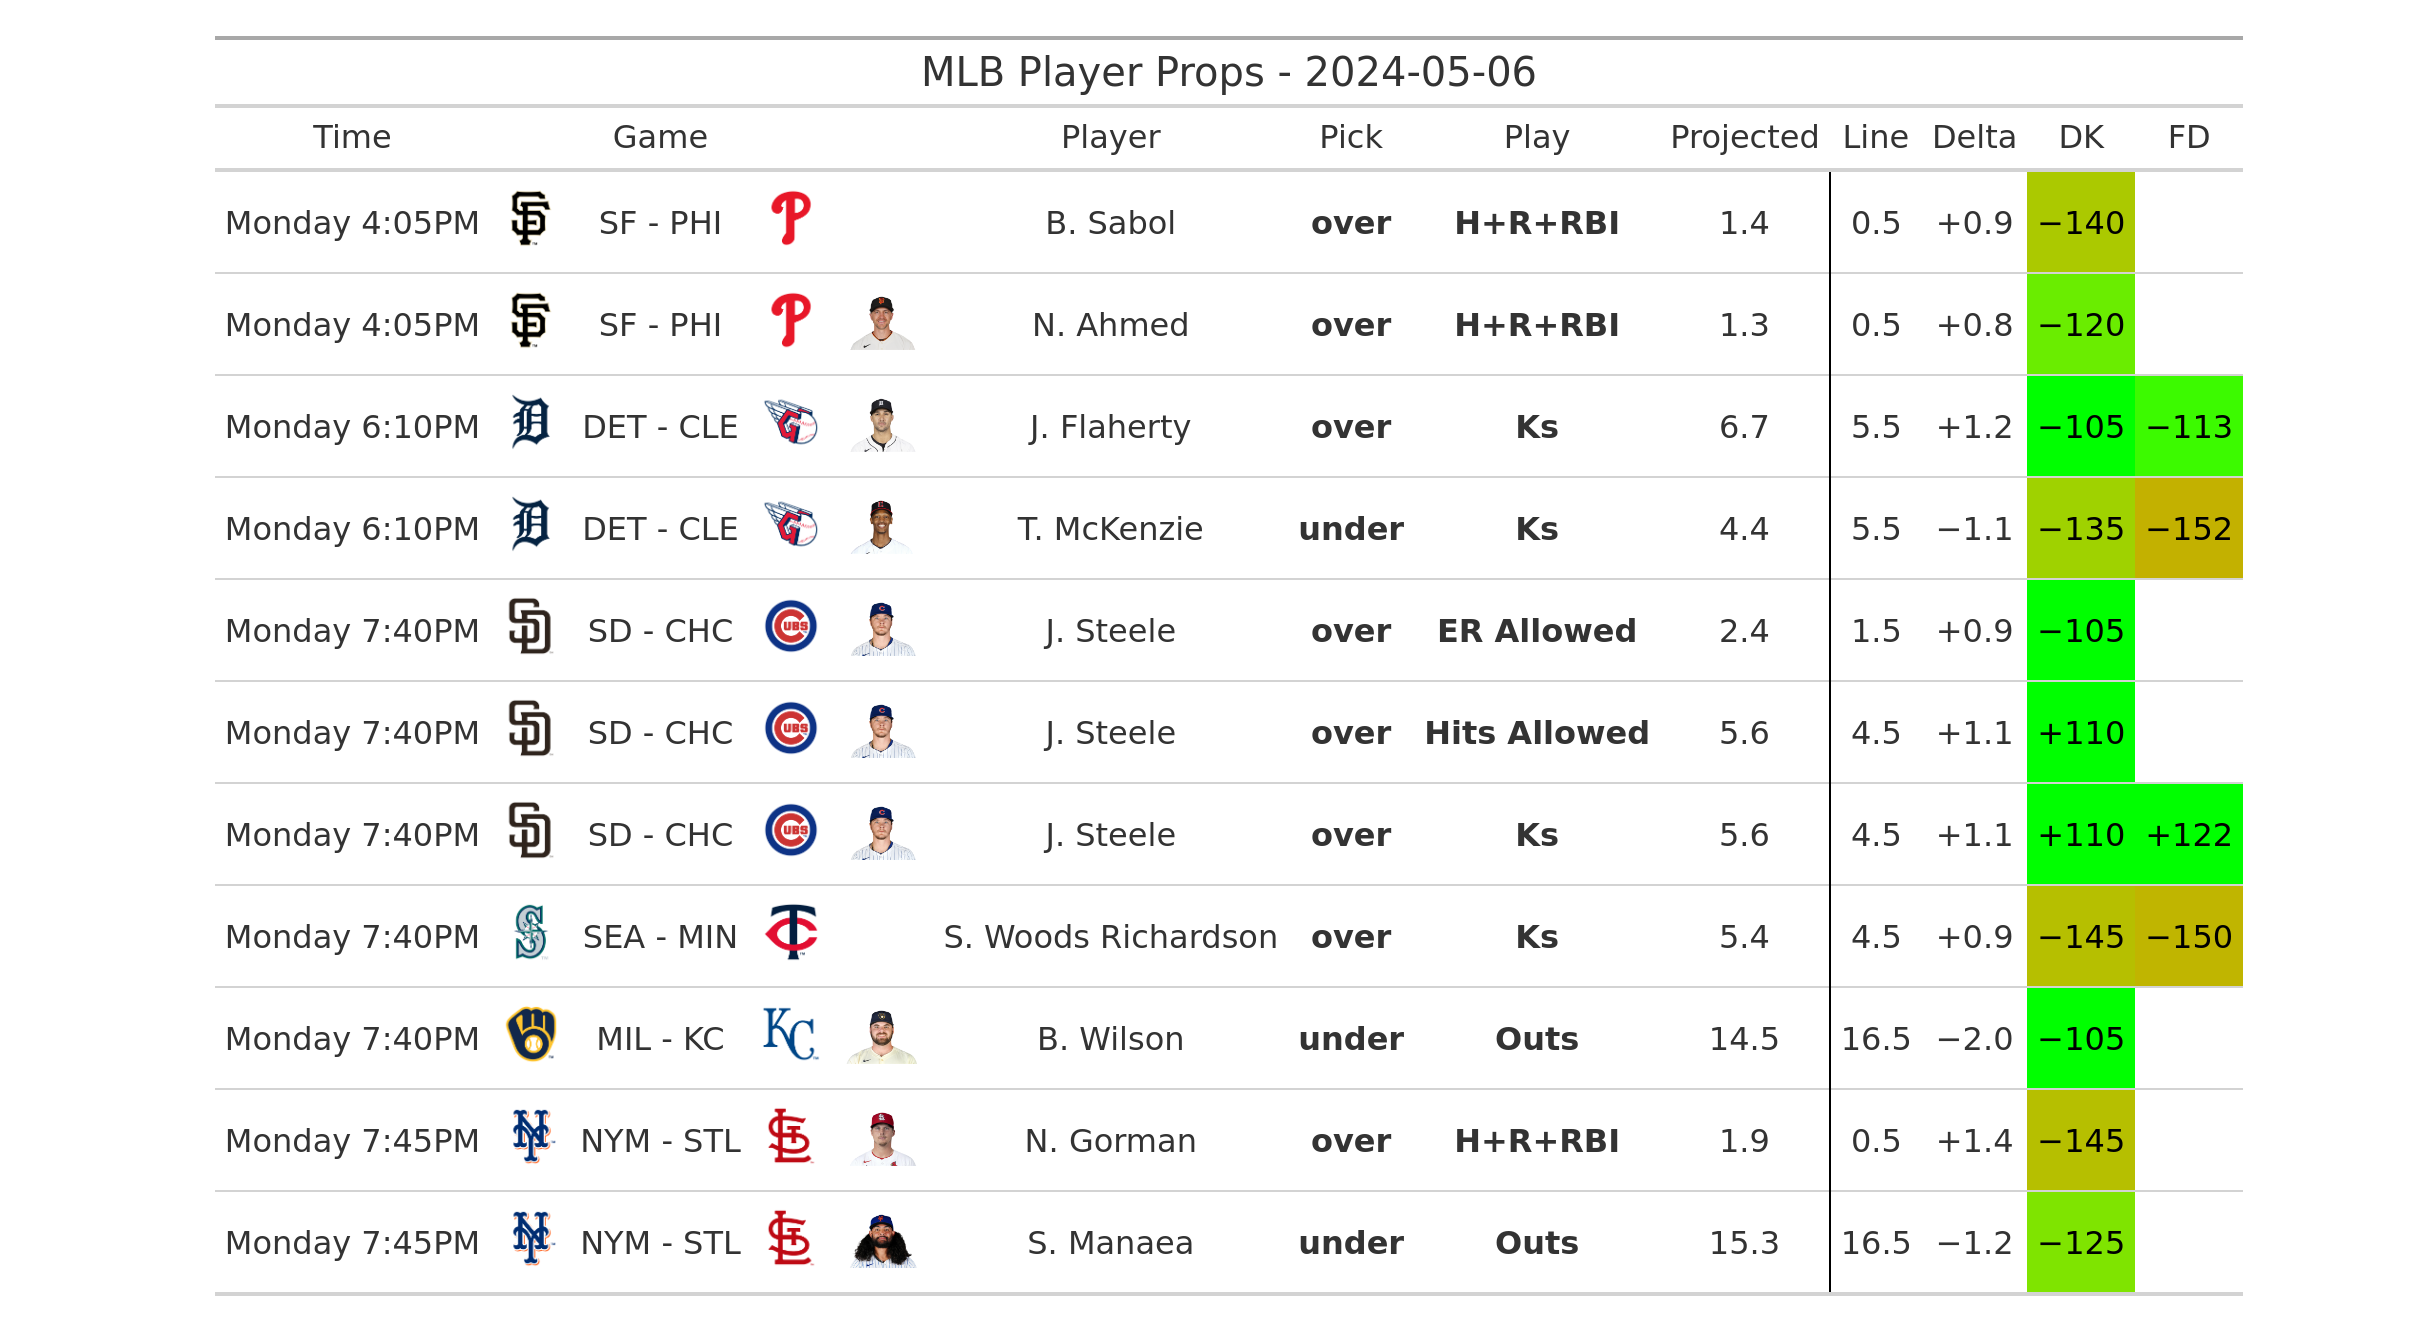 MLB Player Props - 2024-05-06
Time Game Player Pick Play Projected Line Delta DK FD
Monday 4:05PM SF - PHI B. Sabol over H+R+RBI 1.4 0.5 +0.9 −140
Monday 4:05PM SF - PHI N. Ahmed over H+R+RBI 1.3 0.5 +0.8 −120
Monday 6:10PM DET - CLE J. Flaherty over Ks 6.7 5.5 +1.2 −105 −113
Monday 6:10PM DET - CLE T. McKenzie under Ks 4.4 5.5 −1.1 −135 −152
Monday 7:40PM SD - CHC J. Steele over ER Allowed 2.4 1.5 +0.9 −105
Monday 7:40PM SD - CHC J. Steele over Hits Allowed 5.6 4.5 +1.1 +110
Monday 7:40PM SD - CHC J. Steele over Ks 5.6 4.5 +1.1 +110 +122
Monday 7:40PM SEA - MIN S. Woods Richardson over Ks 5.4 4.5 +0.9 −145 −150
Monday 7:40PM MIL - KC B. Wilson under Outs 14.5 16.5 −2.0 −105
Monday 7:45PM NYM - STL N. Gorman over H+R+RBI 1.9 0.5 +1.4 −145
Monday 7:45PM NYM - STL S. Manaea under Outs 15.3 16.5 −1.2 −125